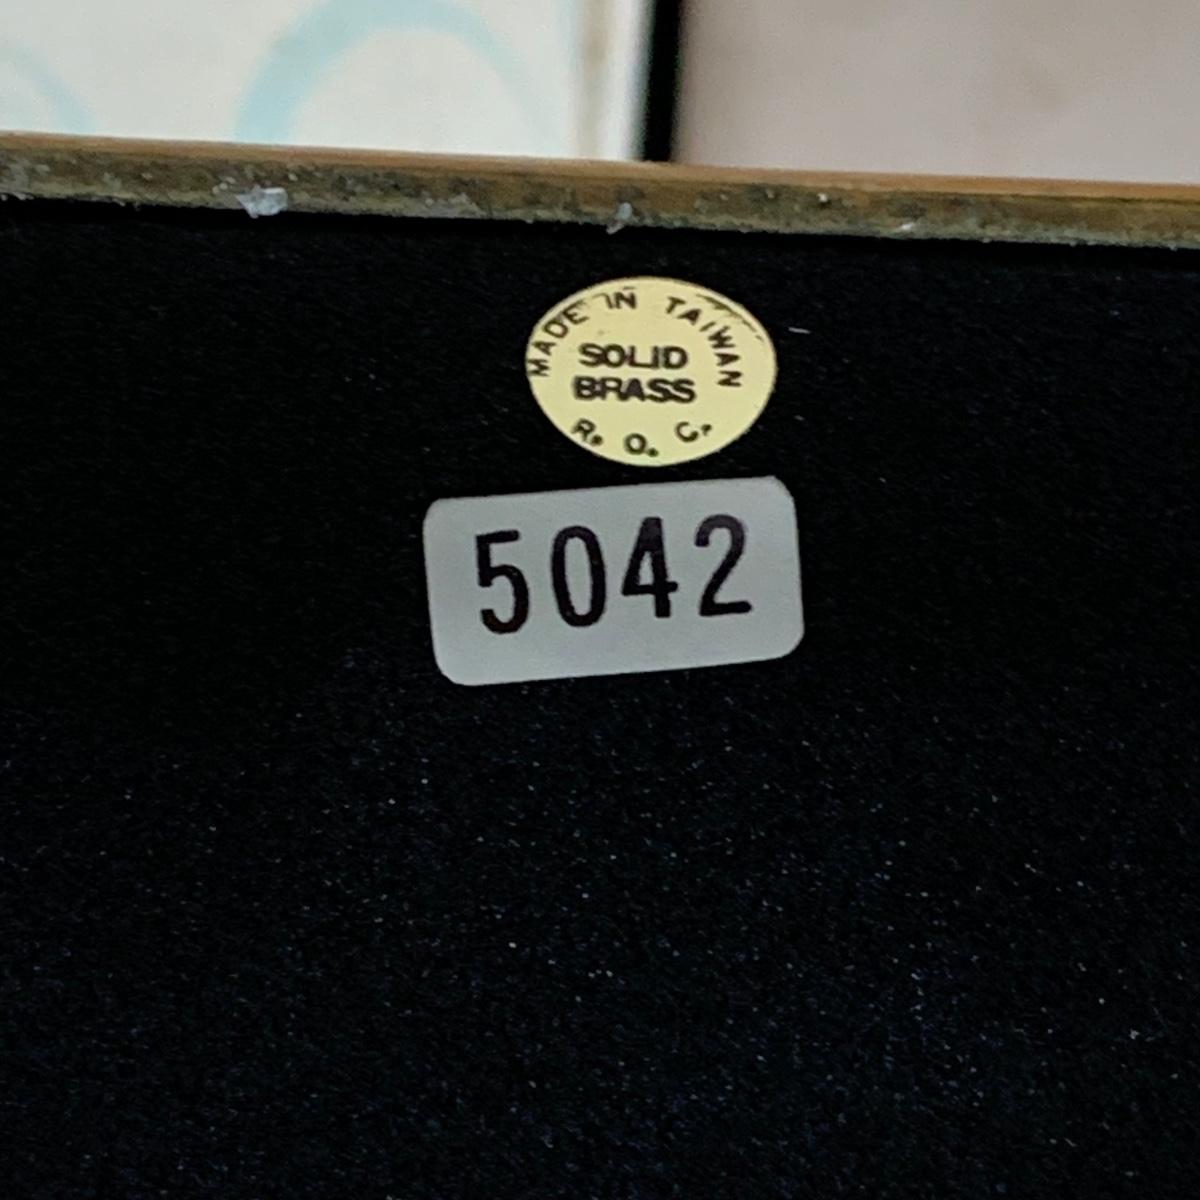 MADE IN TAIWAN
SOLID
BRASS
R. O. C.
5042